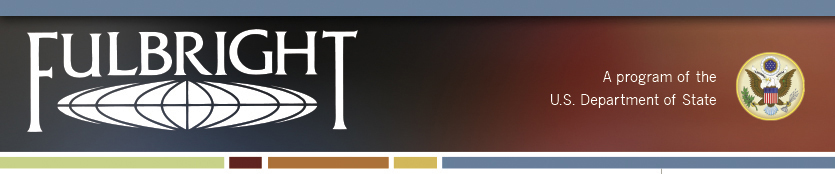 FULBRIGHT
A program of the
U.S. Department of State